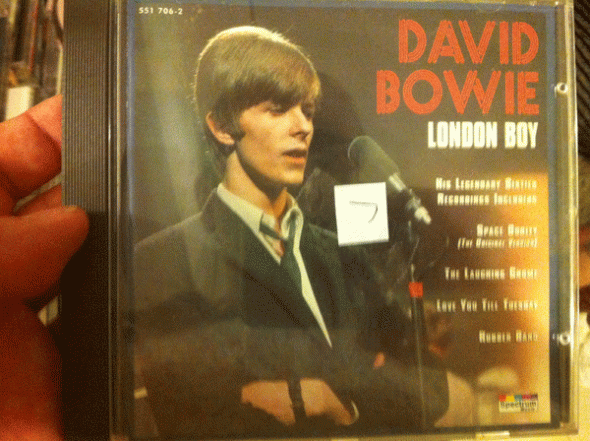 551 706-2
DAVID
BOWIE
LONDON BOY
His Legendary Sixties
Recordings Including
Space Oddity
(The Original Version)
The Laughing Gnome
Love You Till Tuesday
Rubber Band
7
Spectrum